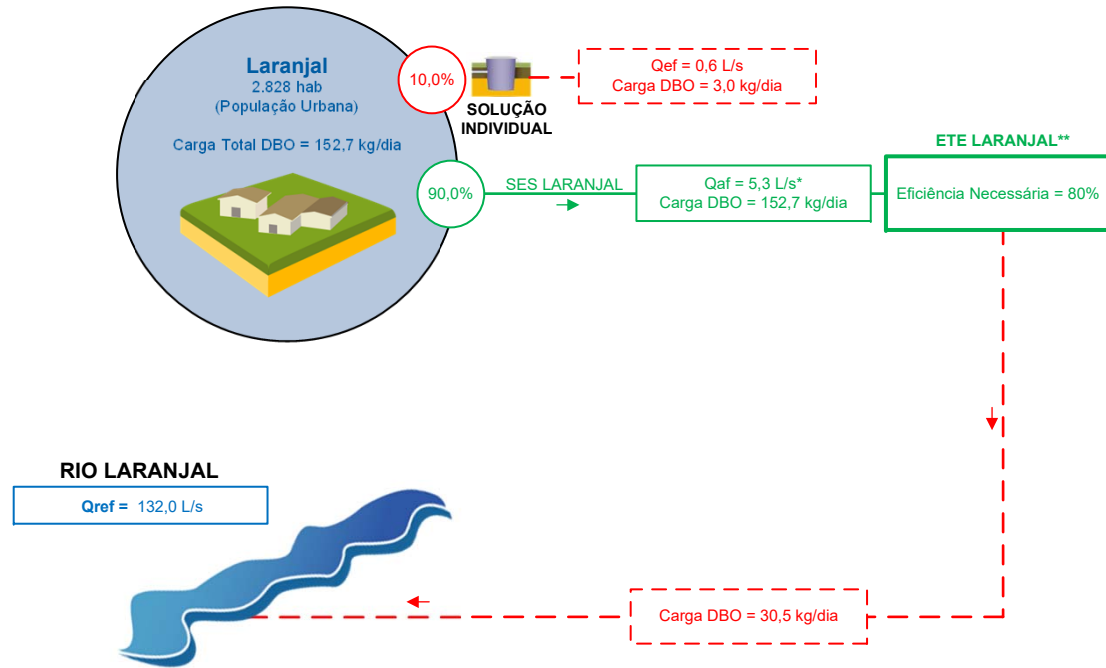 Laranjal
2.828 hab
(População Urbana)
Carga Total DBO = 152,7 kg/dia
10,0%
SOLUÇÃO
INDIVIDUAL
Qef = 0,6 L/s
Carga DBO = 3,0 kg/dia
90,0%
SES LARANJAL
Qaf = 5,3 L/s*
Carga DBO = 152,7 kg/dia
ETE LARANJAL**
Eficiência Necessária = 80%
RIO LARANJAL
Qref = 132,0 L/s
Carga DBO = 30,5 kg/dia